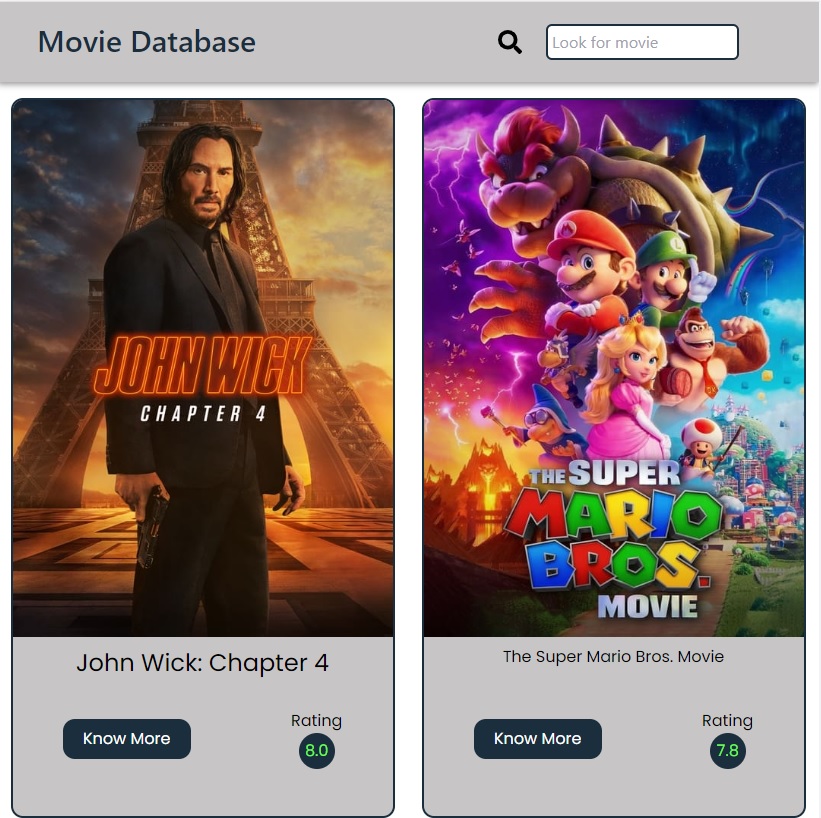 Movie Database
Look for movie
JOHN WICK
CHAPTER 4
THE SUPER
MARIO
BROS.
MOVIE
John Wick: Chapter 4
The Super Mario Bros. Movie
Know More
Rating
8.0
Know More
Rating
7.8